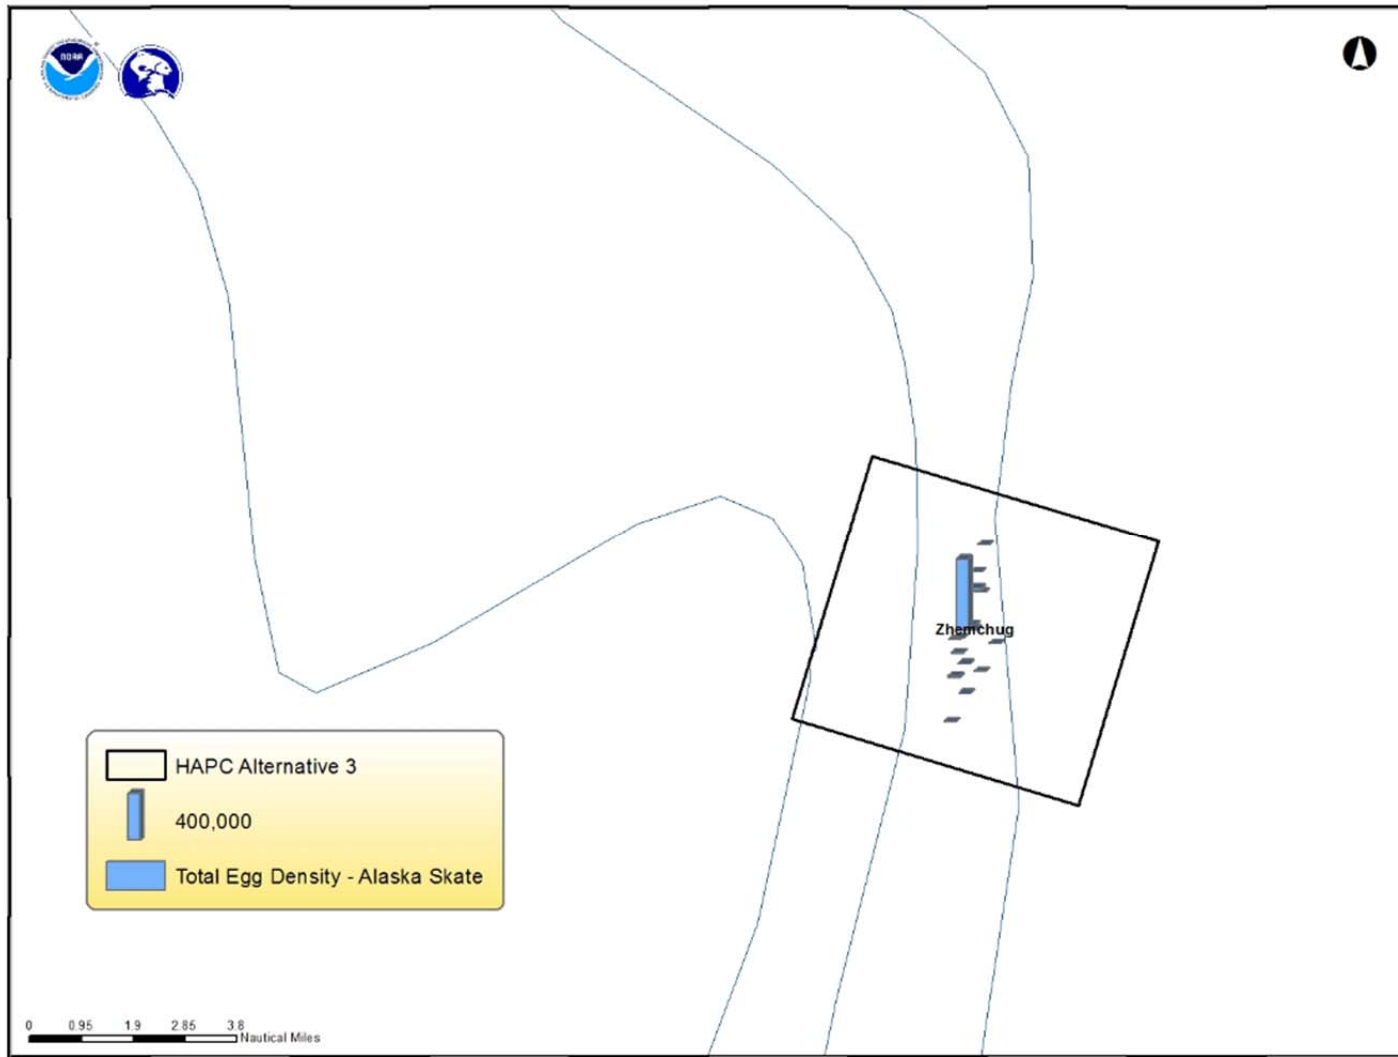 NOAA
Zhemchug
HAPC Alternative 3
400,000
Total Egg Density - Alaska Skate
0 0.95 1.9 2.85 3.8
Nautical Miles